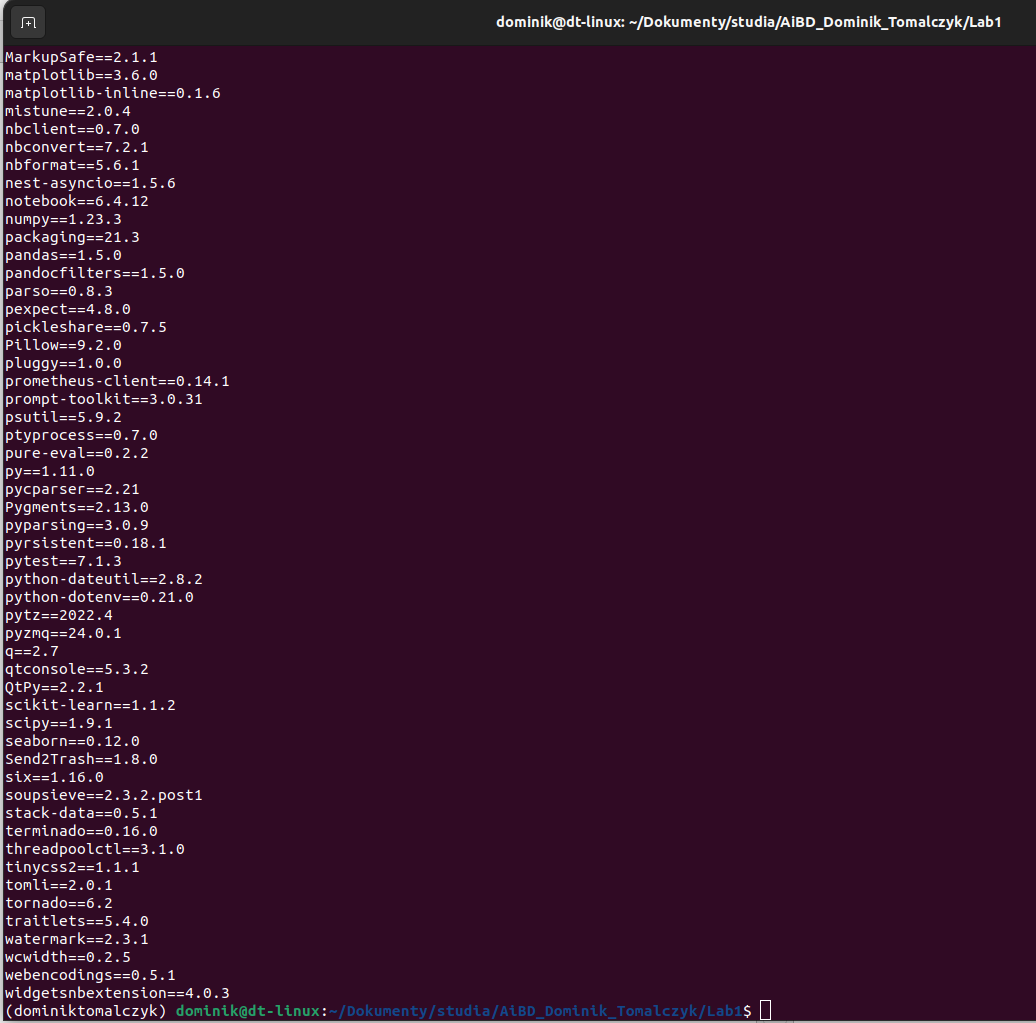 dominik@dt-linux: ~/Dokumenty/studia/AiBD_Dominik_Tomalczyk/Lab1
MarkupSafe==2.1.1
matplotlib==3.6.0
matplotlib-inline==0.1.6
mistune==2.0.4
nbclient==0.7.0
nbconvert==7.2.1
nbformat==5.6.1
nest-asyncio==1.5.6
notebook==6.4.12
numpy==1.23.3
packaging==21.3
pandas==1.5.0
pandocfilters==1.5.0
parso==0.8.3
pexpect==4.8.0
pickleshare==0.7.5
Pillow==9.2.0
pluggy==1.0.0
prometheus-client==0.14.1
prompt-toolkit==3.0.31
psutil==5.9.2
ptyprocess==0.7.0
pure-eval==0.2.2
py==1.11.0
pycparser==2.21
Pygments==2.13.0
pyparsing==3.0.9
pyrsistent==0.18.1
pytest==7.1.3
python-dateutil==2.8.2
python-dotenv==0.21.0
pytz==2022.4
pyzmq==24.0.1
q==2.7
qtconsole==5.3.2
QtPy==2.2.1
scikit-learn==1.1.2
scipy==1.9.1
seaborn==0.12.0
Send2Trash==1.8.0
six==1.16.0
soupsieve==2.3.2.post1
stack-data==0.5.1
terminado==0.16.0
threadpoolctl==3.1.0
tinycss2==1.1.1
tomli==2.0.1
tornado==6.2
traitlets==5.4.0
watermark==2.3.1
wcwidth==0.2.5
webencodings==0.5.1
widgetsnbextension==4.0.3
(dominiktomalczyk) dominik@dt-linux:~/Dokumenty/studia/AiBD_Dominik_Tomalczyk/Lab1$